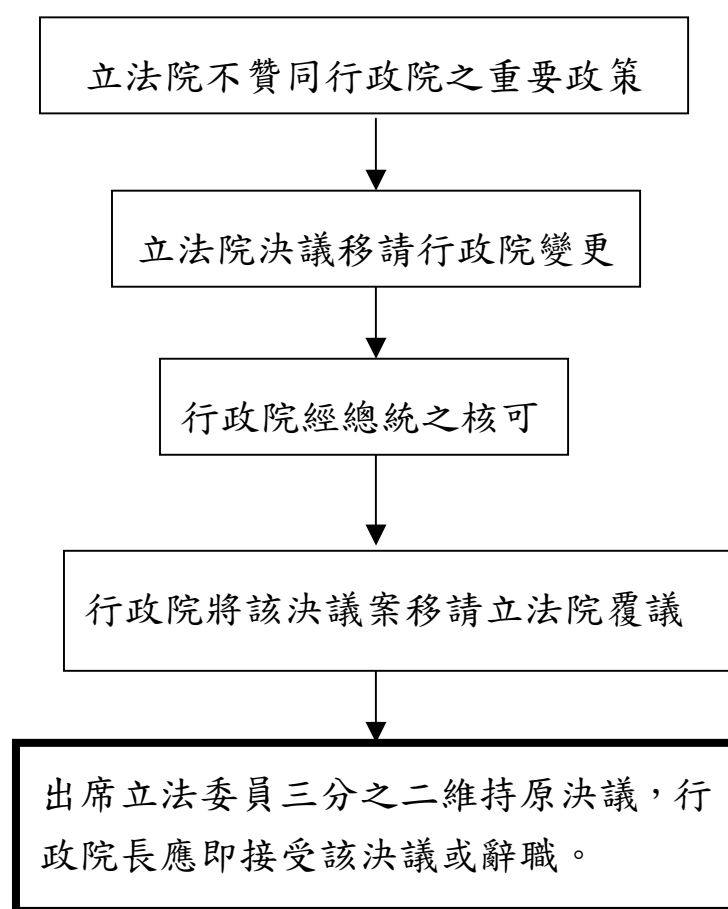 立法院不贊同行政院之重要政策
立法院決議移請行政院變更
行政院經總統之核可
行政院將該決議案移請立法院覆議
出席立法委員三分之二維持原決議，行
政院長應即接受該決議或辭職。